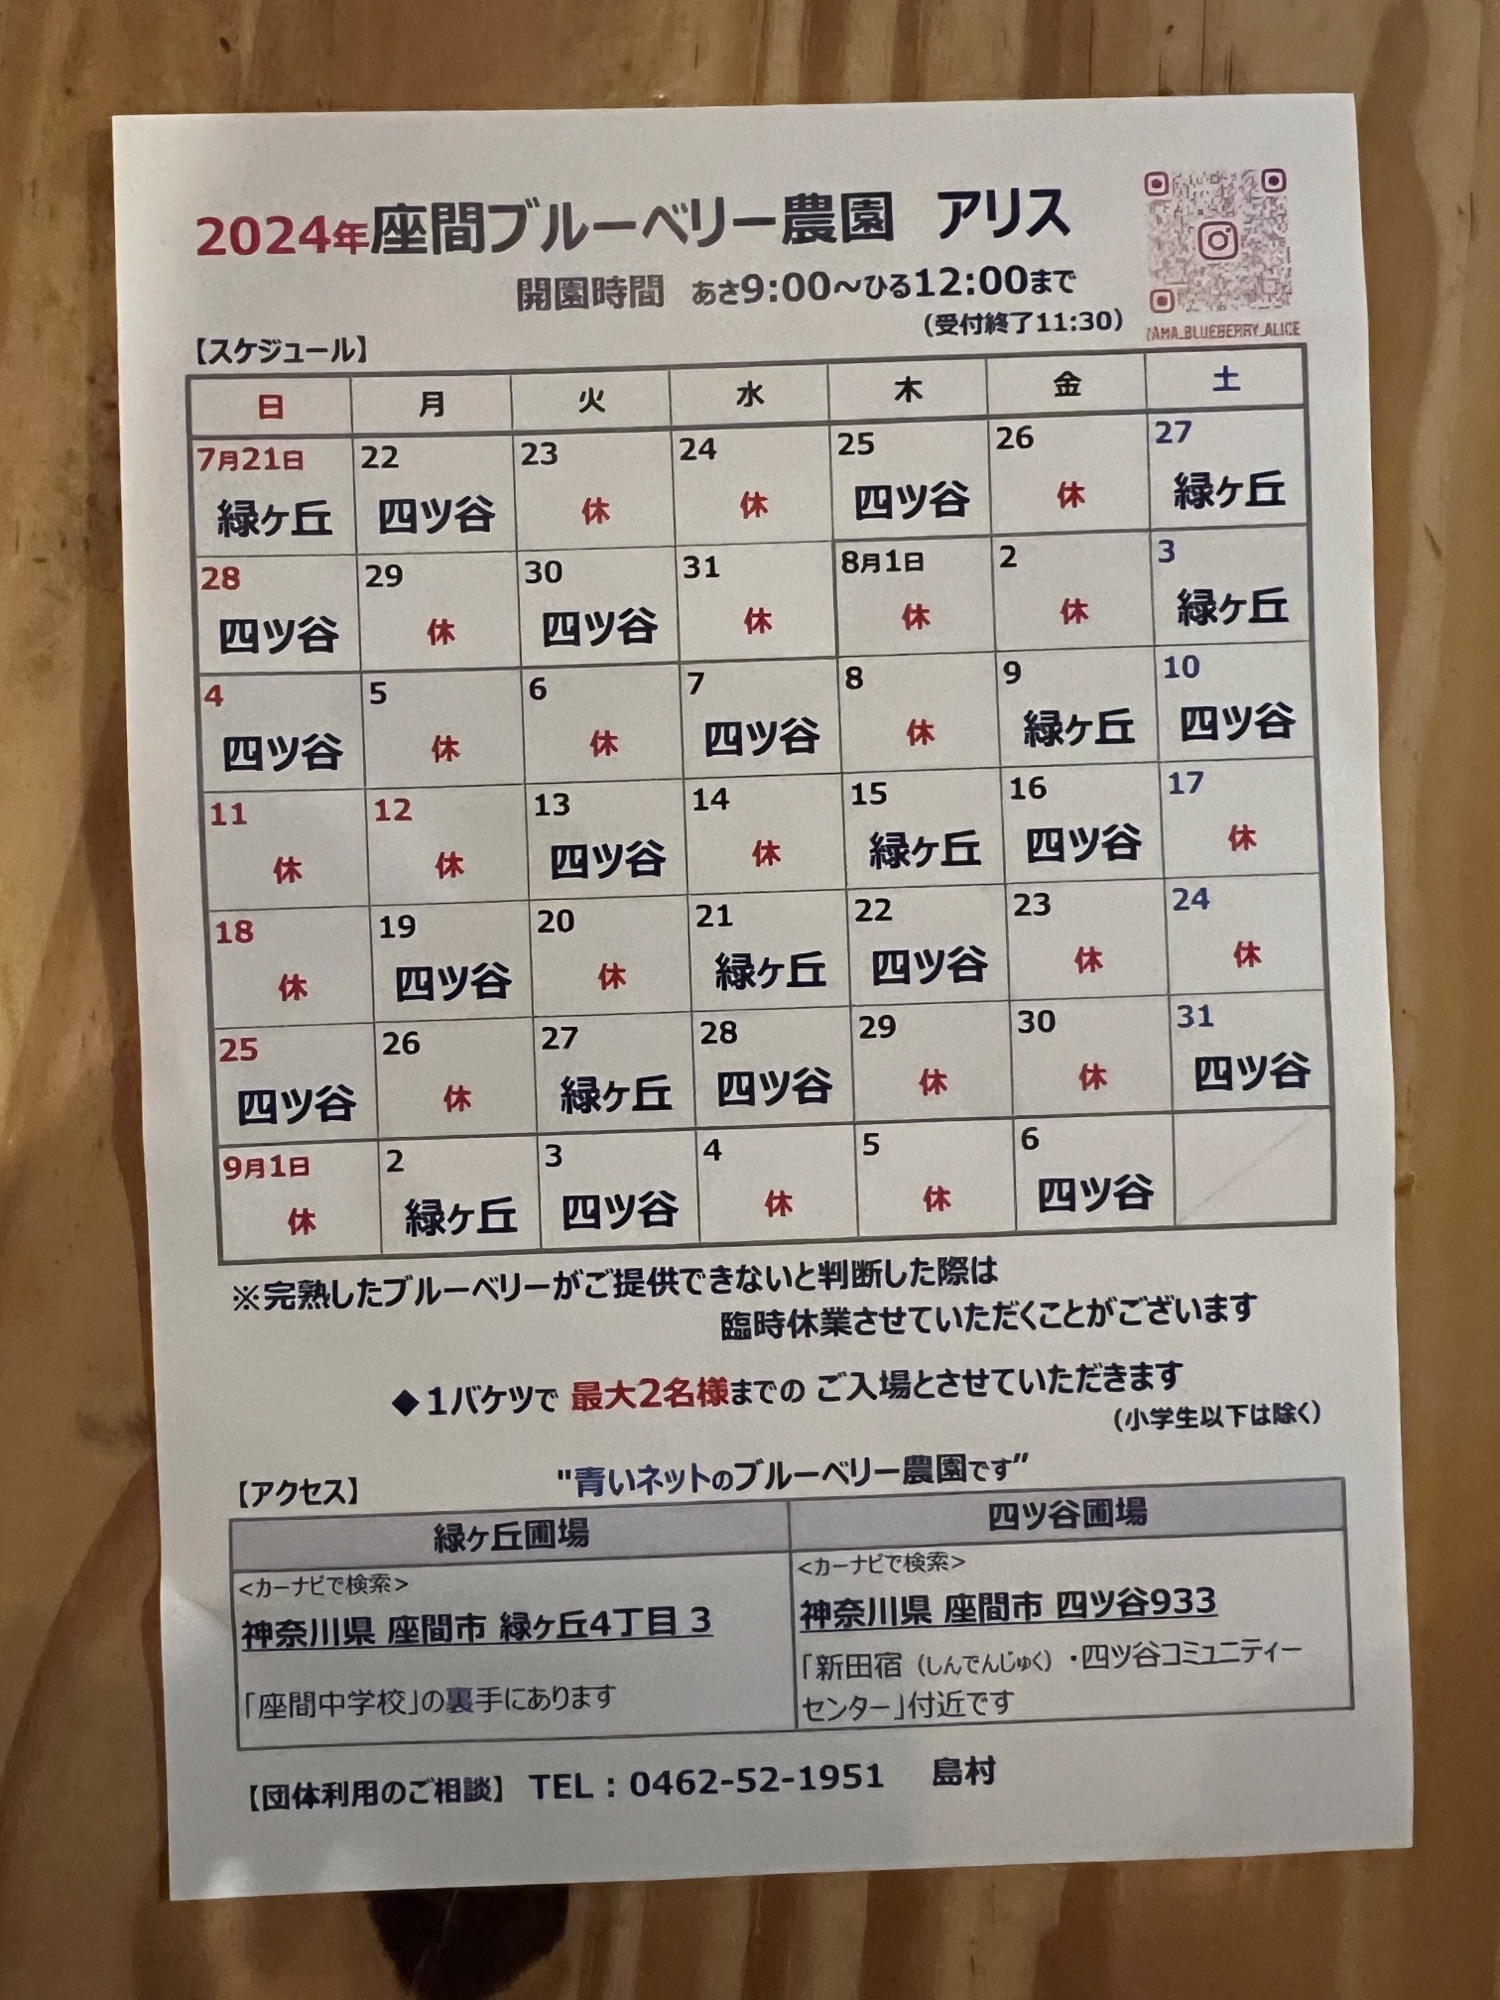 2024年座間ブルーベリー農園 アリス
開園時間 あさ9:00~ひる12:00まで
(受付終了11:30)
ZAMA_BLUEBERRY_ALICE
【スケジュール】
日 月 火 水 木 金 土
7月21日 22 23 24 25 26 27
緑ヶ丘 四ツ谷 休 休 四ツ谷 休 緑ヶ丘
28 29 30 31 8月1日 2 3
四ツ谷 休 四ツ谷 休 休 休 緑ヶ丘
4 5 6 7 8 9 10
四ツ谷 休 休 四ツ谷 休 緑ヶ丘 四ツ谷
11 12 13 14 15 16 17
休 休 四ツ谷 休 緑ヶ丘 四ツ谷 休
18 19 20 21 22 23 24
休 四ツ谷 休 緑ヶ丘 四ツ谷 休 休
25 26 27 28 29 30 31
四ツ谷 休 緑ヶ丘 四ツ谷 休 休 四ツ谷
9月1日 2 3 4 5 6
休 緑ヶ丘 四ツ谷 休 休 四ツ谷
※完熟したブルーベリーがご提供できないと判断した際は
臨時休業させていただくことがございます
◆1バケツで 最大2名様までの ご入場とさせていただきます
(小学生以下は除く)
【アクセス】 "青いネットのブルーベリー農園です"
緑ヶ丘圃場 四ツ谷圃場
<カーナビで検索> <カーナビで検索>
神奈川県 座間市 緑ヶ丘4丁目 3 神奈川県 座間市 四ツ谷933
「座間中学校」の裏手にあります 「新田宿(しんでんじゅく)・四ツ谷コミュニティー
センター」付近です
【団体利用のご相談】 TEL : 0462-52-1951 島村